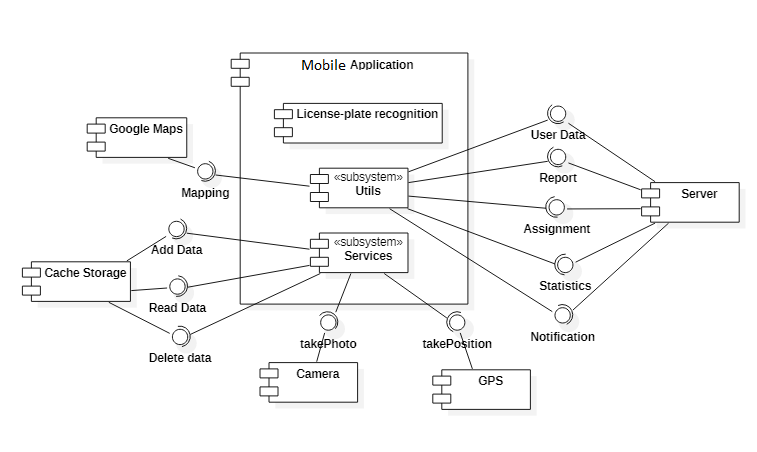 Mobile Application
License-plate recognition
Google Maps
User Data
«subsystem»
Utils
Report
Mapping
Server
Assignment
«subsystem»
Services
Add Data
Cache Storage
Statistics
Read Data
Notification
takePhoto
takePosition
Delete data
Camera
GPS